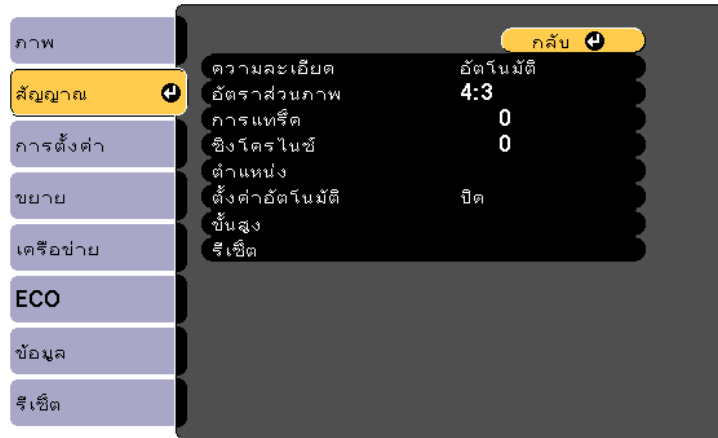 ภาพ
สัญญาณ
การตั้งค่า
ขยาย
เครือข่าย
ECO
ข้อมูล
รีเซ็ต
กลับ
ความละเอียด อัตโนมัติ
อัตราส่วนภาพ 4:3
การแทร็ค 0
ซิงโครไนซ์ 0
ตำแหน่ง
ตั้งค่าอัตโนมัติ ปิด
ขั้นสูง
รีเซ็ต